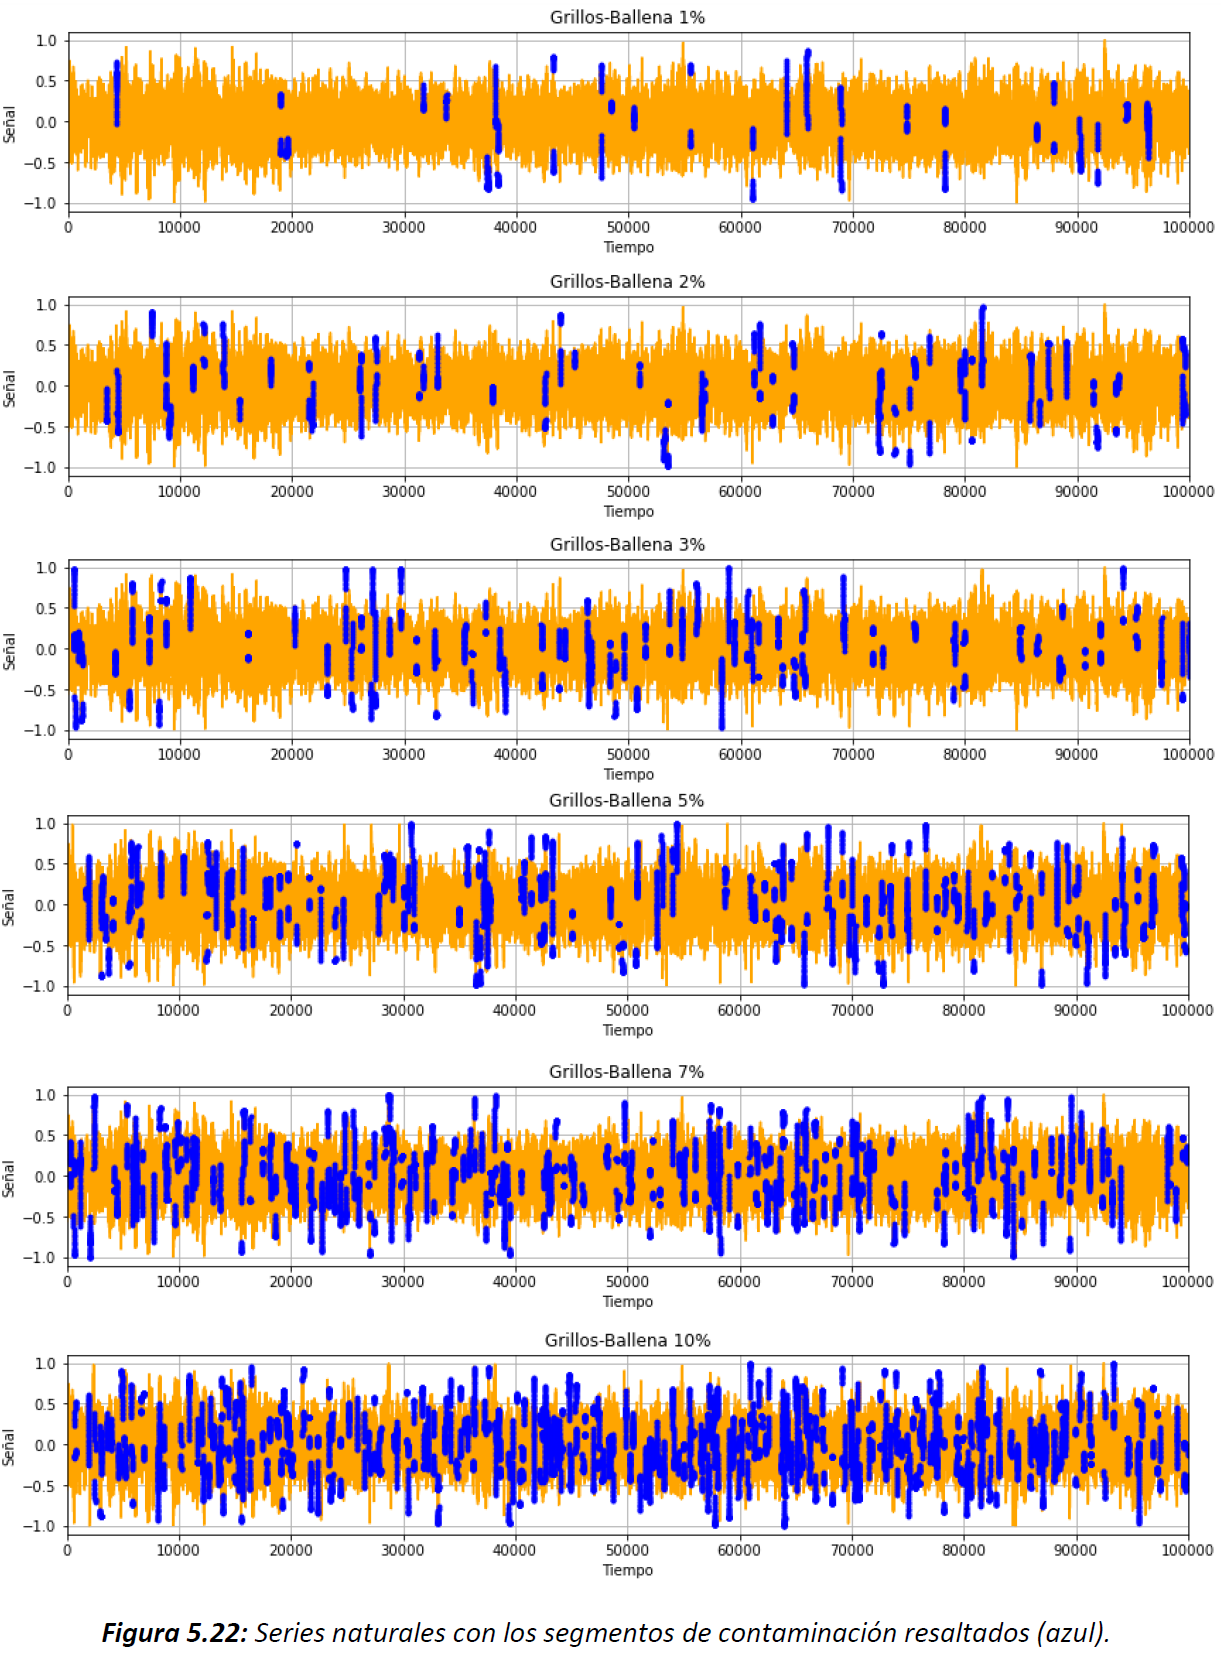 Grillos-Ballena 1%
1.0
0.5
0.0
−0.5
−1.0
Señal
0 10000 20000 30000 40000 50000 60000 70000 80000 90000 100000
Tiempo
Grillos-Ballena 2%
1.0
0.5
0.0
−0.5
−1.0
Señal
0 10000 20000 30000 40000 50000 60000 70000 80000 90000 100000
Tiempo
Grillos-Ballena 3%
1.0
0.5
0.0
−0.5
−1.0
Señal
0 10000 20000 30000 40000 50000 60000 70000 80000 90000 100000
Tiempo
Grillos-Ballena 5%
1.0
0.5
0.0
−0.5
−1.0
Señal
0 10000 20000 30000 40000 50000 60000 70000 80000 90000 100000
Tiempo
Grillos-Ballena 7%
1.0
0.5
0.0
−0.5
−1.0
Señal
0 10000 20000 30000 40000 50000 60000 70000 80000 90000 100000
Tiempo
Grillos-Ballena 10%
1.0
0.5
0.0
−0.5
−1.0
Señal
0 10000 20000 30000 40000 50000 60000 70000 80000 90000 100000
Tiempo
Figura 5.22: Series naturales con los segmentos de contaminación resaltados (azul).